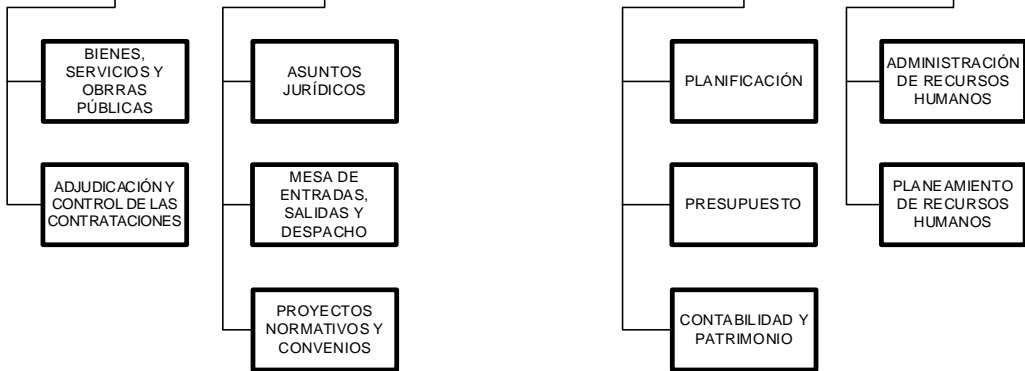 BIENES,
SERVICIOS Y
OBRRAS
PÚBLICAS
ADJUDICACIÓN Y
CONTROL DE LAS
CONTRATACIONES
ASUNTOS
JURÍDICOS
MESA DE
ENTRADAS,
SALIDAS Y
DESPACHO
PROYECTOS
NORMATIVOS Y
CONVENIOS
PLANIFICACIÓN
PRESUPUESTO
CONTABILIDAD Y
PATRIMONIO
ADMINISTRACIÓN
DE RECURSOS
HUMANOS
PLANEAMIENTO
DE RECURSOS
HUMANOS